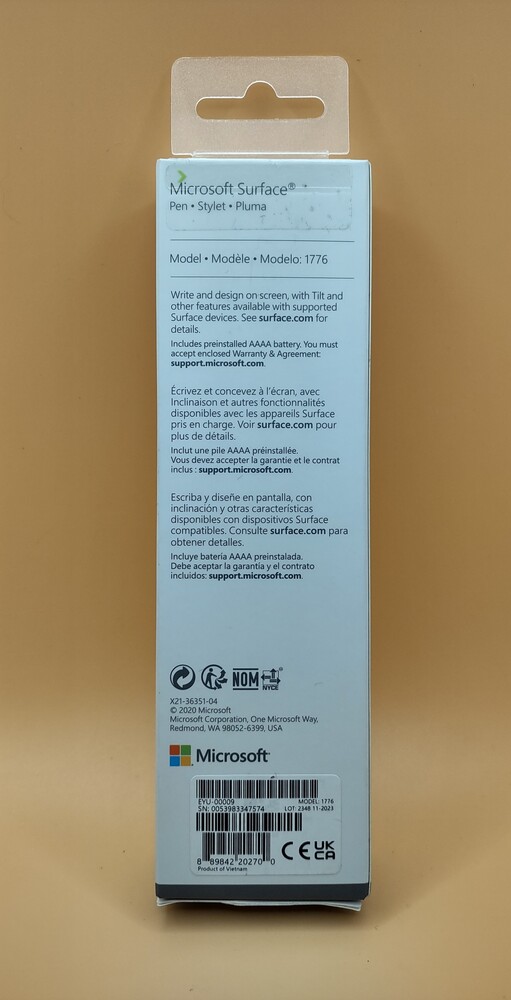 Microsoft Surface®
Pen • Stylet • Pluma
Model • Modèle • Modelo: 1776
Write and design on screen, with Tilt and
other features available with supported
Surface devices. See surface.com for
details.
Includes preinstalled AAAA battery. You must
accept enclosed Warranty & Agreement:
support.microsoft.com.
Écrivez et concevez à l'écran, avec
Inclinaison et autres fonctionnalités
disponibles avec les appareils Surface
pris en charge. Voir surface.com pour
plus de détails.
Inclut une pile AAAA préinstallée.
Vous devez accepter la garantie et le contrat
inclus : support.microsoft.com.
Escriba y diseñe en pantalla, con
inclinación y otras características
disponibles con dispositivos Surface
compatibles. Consulte surface.com para
obtener detalles.
Incluye batería AAAA preinstalada.
Debe aceptar la garantía y el contrato
incluidos: support.microsoft.com.
NOM NYCE
X21-36351-04
© 2020 Microsoft
Microsoft Corporation, One Microsoft Way,
Redmond, WA 98052-6399, USA
Microsoft
EYU-00009 MODEL: 1776
SN: 0053983347574 LOT: 2348 11-2023
CE UKCA
8 89842 20270 0
Product of Vietnam